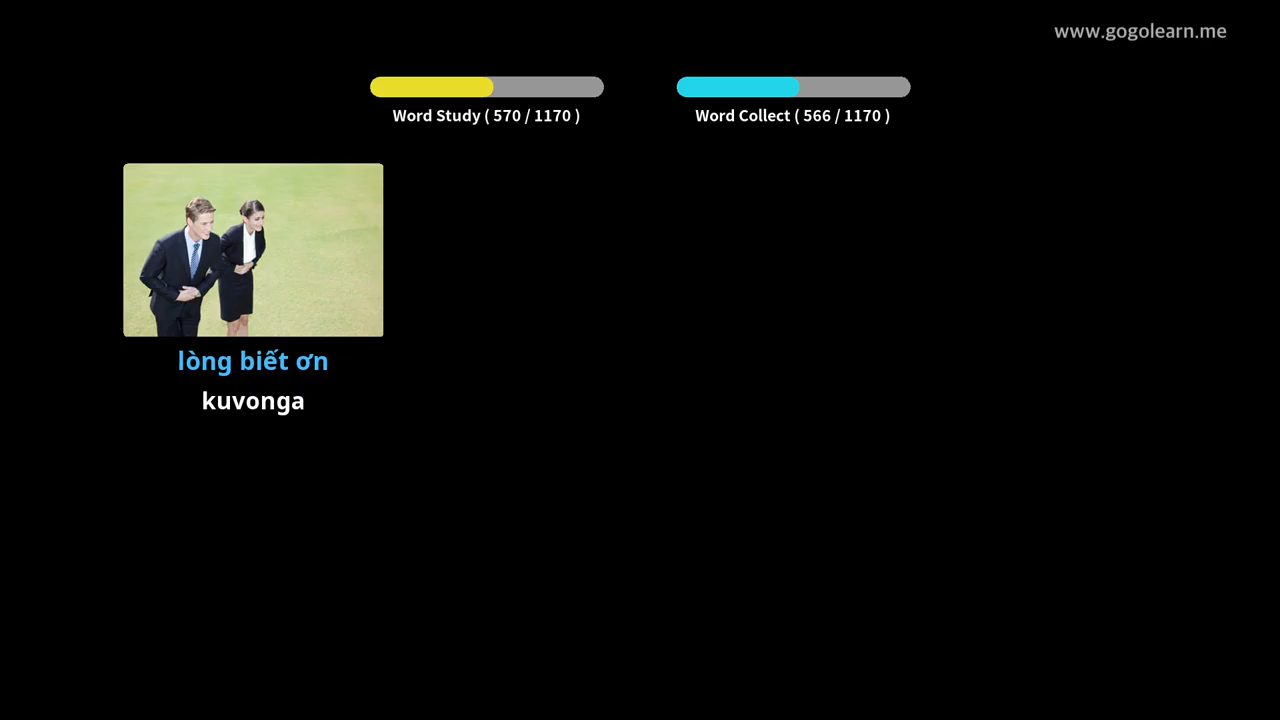 www.gogolearn.me
Word Study ( 570 / 1170 )
Word Collect ( 566 / 1170 )
lòng biết ơn
kuvonga